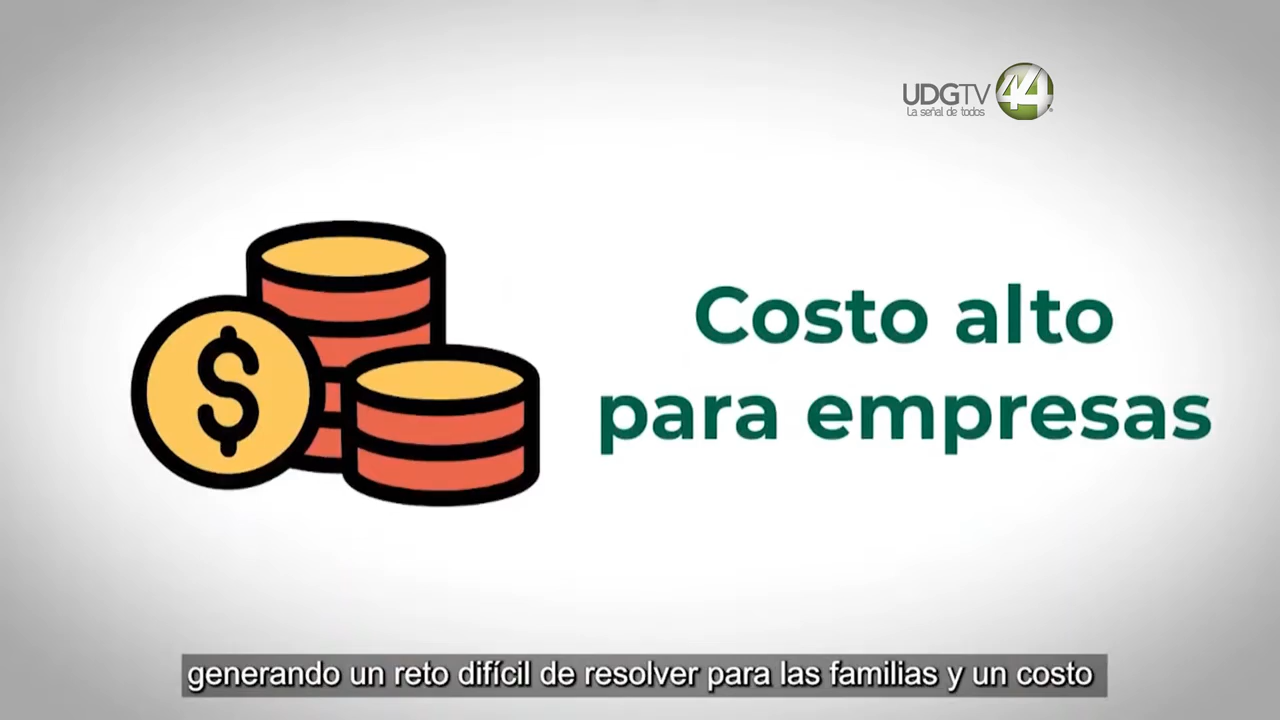 UDGTV 44
La señal de todos
$
Costo alto
para empresas
generando un reto difícil de resolver para las familias y un costo